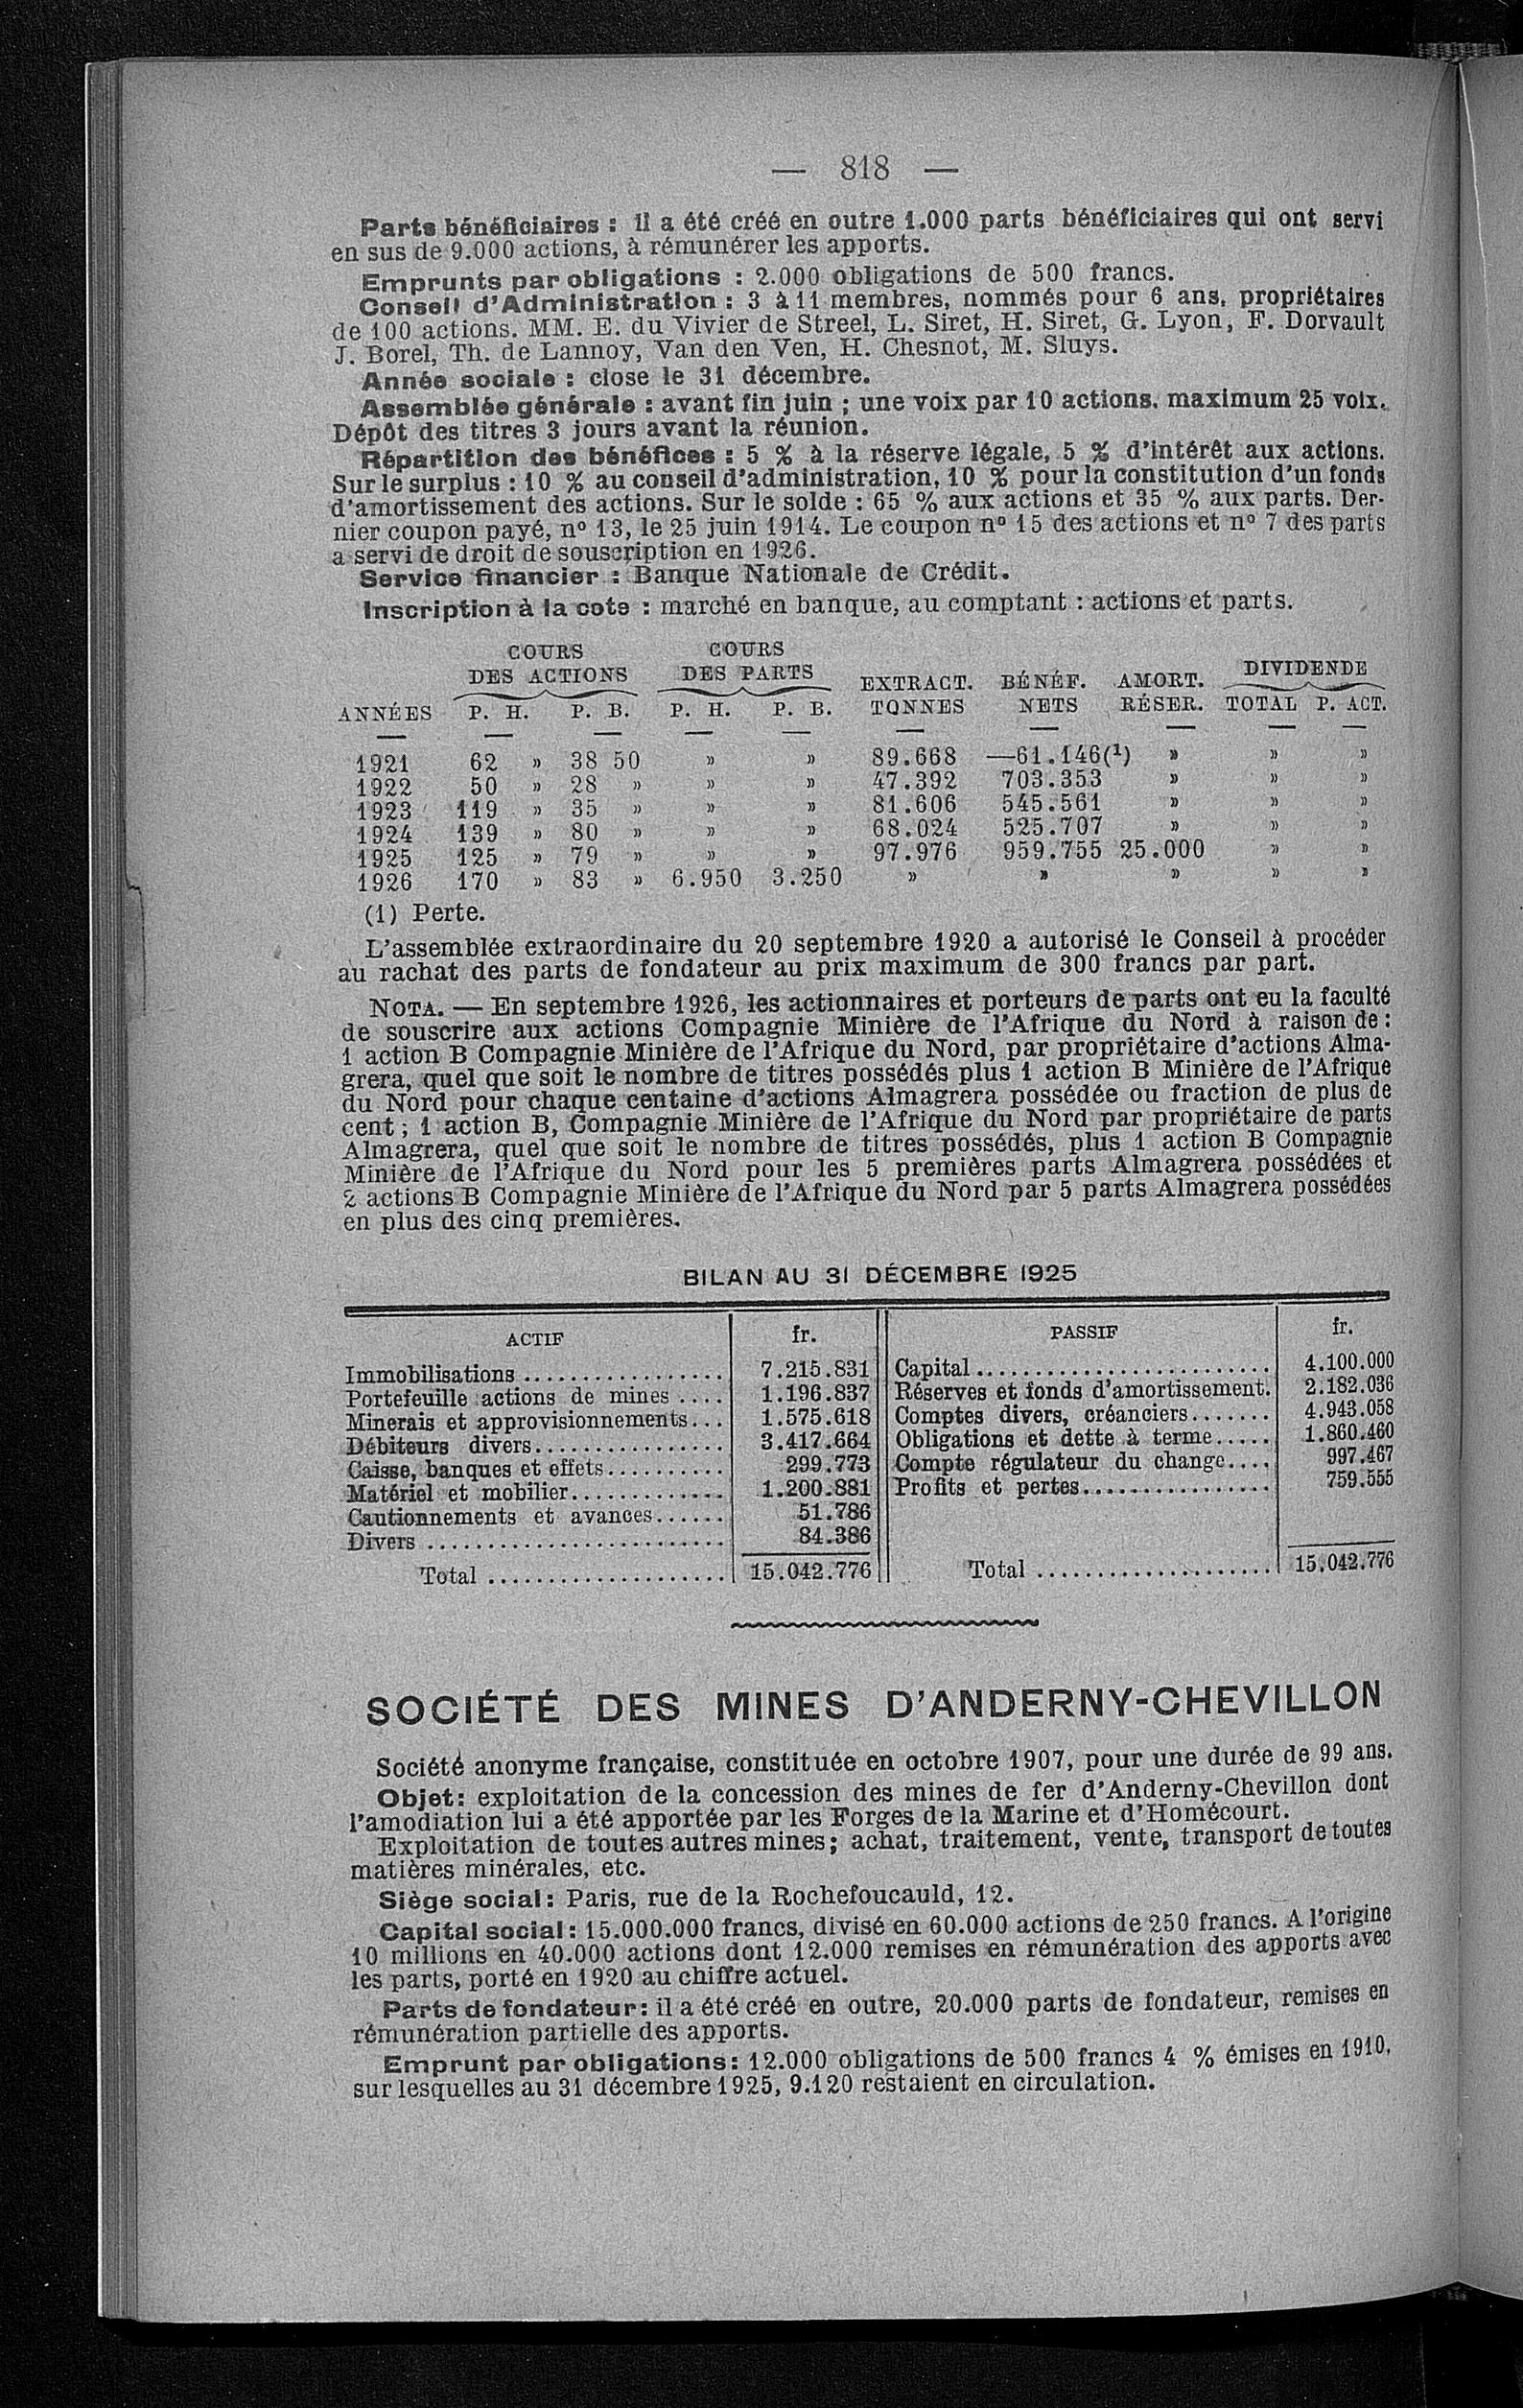 — 818 —
Parts bénéficiaires : il a été créé en outre 1.000 parts bénéficiaires qui ont servi
en sus de 9.000 actions, à rémunérer les apports.
Emprunts par obligations : 2.000 obligations de 500 francs.
Conseil d'Administration : 3 à 11 membres, nommés pour 6 ans, propriétaires
de 100 actions. MM. E. du Vivier de Streel, L. Siret, H. Siret, G. Lyon, F. Dorvault
J. Borel, Th. de Lannoy, Van den Ven, H. Chesnot, M. Sluys.
Année sociale : close le 31 décembre.
Assemblée générale : avant fin juin ; une voix par 10 actions, maximum 25 voix.
Dépôt des titres 3 jours avant la réunion.
Répartition des bénéfices : 5 % à la réserve légale, 5 % d'intérêt aux actions.
Sur le surplus : 10 % au conseil d'administration, 10 % pour la constitution d'un fonds
d'amortissement des actions. Sur le solde : 65 % aux actions et 35 % aux parts. Der-
nier coupon payé, nº 13, le 25 juin 1914. Le coupon nº 15 des actions et nº 7 des parts
a servi de droit de souscription en 1926.
Service financier : Banque Nationale de Crédit.
Inscription à la cote : marché en banque, au comptant : actions et parts.
COURS COURS
DES ACTIONS DES PARTS EXTRACT. BÉNÉF. AMORT. DIVIDENDE
ANNÉES P. H. P. B. P. H. P. B. TONNES NETS RÉSER. TOTAL P. ACT.
1921 62 » 38 50 » » 89.668 —61.146(¹) » » »
1922 50 » 28 » » » 47.392 703.353 » » »
1923 119 » 35 » » » 81.606 545.561 » » »
1924 139 » 80 » » » 68.024 525.707 » » »
1925 125 » 79 » » » 97.976 959.755 25.000 » »
1926 170 » 83 » 6.950 3.250 » » » » »
(1) Perte.
L'assemblée extraordinaire du 20 septembre 1920 a autorisé le Conseil à procéder
au rachat des parts de fondateur au prix maximum de 300 francs par part.
NOTA. — En septembre 1926, les actionnaires et porteurs de parts ont eu la faculté
de souscrire aux actions Compagnie Minière de l'Afrique du Nord à raison de :
1 action B Compagnie Minière de l'Afrique du Nord, par propriétaire d'actions Alma-
grera, quel que soit le nombre de titres possédés plus 1 action B Minière de l'Afrique
du Nord pour chaque centaine d'actions Almagrera possédée ou fraction de plus de
cent ; 1 action B, Compagnie Minière de l'Afrique du Nord par propriétaire de parts
Almagrera, quel que soit le nombre de titres possédés, plus 1 action B Compagnie
Minière de l'Afrique du Nord pour les 5 premières parts Almagrera possédées et
2 actions B Compagnie Minière de l'Afrique du Nord par 5 parts Almagrera possédées
en plus des cinq premières.
BILAN AU 31 DÉCEMBRE 1925
ACTIF fr. PASSIF fr.
Immobilisations ................. 7.215.831 Capital......................... 4.100.000
Portefeuille actions de mines .... 1.196.837 Réserves et fonds d'amortissement. 2.182.036
Minerais et approvisionnements... 1.575.618 Comptes divers, créanciers....... 4.943.058
Débiteurs divers................ 3.417.664 Obligations et dette à terme..... 1.860.460
Caisse, banques et effets.......... 299.773 Compte régulateur du change.... 997.467
Matériel et mobilier............. 1.200.881 Profits et pertes................ 759.555
Cautionnements et avances...... 51.786
Divers ......................... 84.386
Total .................... 15.042.776 Total .................... 15.042.776
SOCIÉTÉ DES MINES D'ANDERNY-CHEVILLON
Société anonyme française, constituée en octobre 1907, pour une durée de 99 ans.
Objet : exploitation de la concession des mines de fer d'Anderny-Chevillon dont
l'amodiation lui a été apportée par les Forges de la Marine et d'Homécourt.
Exploitation de toutes autres mines ; achat, traitement, vente, transport de toutes
matières minérales, etc.
Siège social : Paris, rue de la Rochefoucauld, 12.
Capital social : 15.000.000 francs, divisé en 60.000 actions de 250 francs. A l'origine
10 millions en 40.000 actions dont 12.000 remises en rémunération des apports avec
les parts, porté en 1920 au chiffre actuel.
Parts de fondateur : il a été créé en outre, 20.000 parts de fondateur, remises en
rémunération partielle des apports.
Emprunt par obligations : 12.000 obligations de 500 francs 4 % émises en 1910,
sur lesquelles au 31 décembre 1925, 9.120 restaient en circulation.